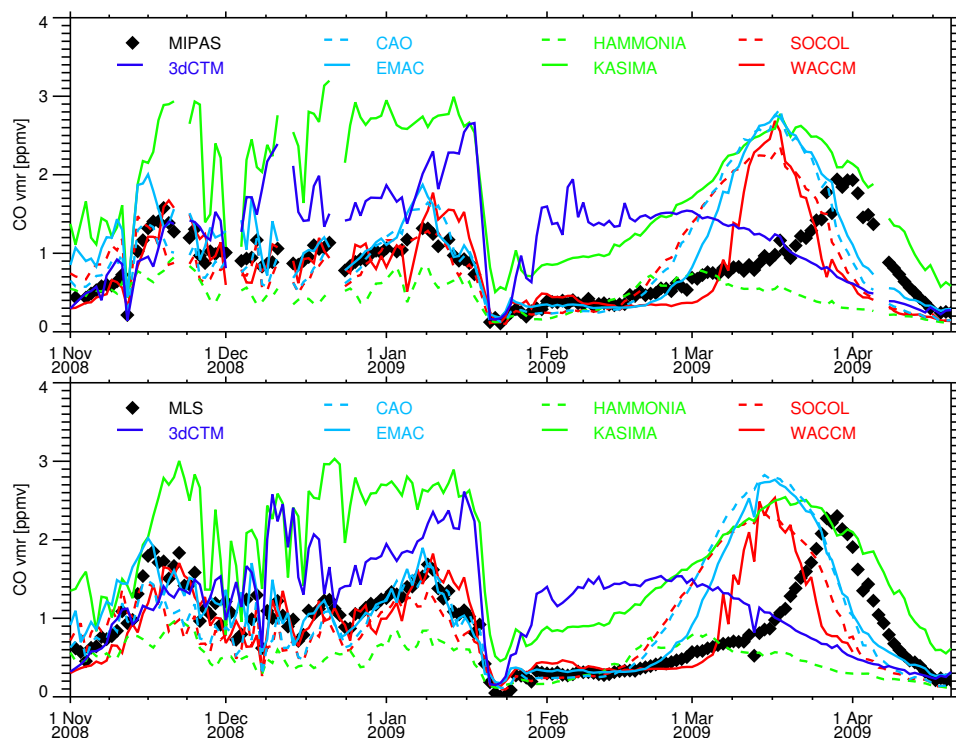 4
3
2
1
0
CO vmr [ppmv]
MIPAS
CAO
HAMMONIA
SOCOL
3dCTM
EMAC
KASIMA
WACCM
1 Nov
2008
1 Dec
2008
1 Jan
2009
1 Feb
2009
1 Mar
2009
1 Apr
2009
4
3
2
1
0
CO vmr [ppmv]
MLS
CAO
HAMMONIA
SOCOL
3dCTM
EMAC
KASIMA
WACCM
1 Nov
2008
1 Dec
2008
1 Jan
2009
1 Feb
2009
1 Mar
2009
1 Apr
2009